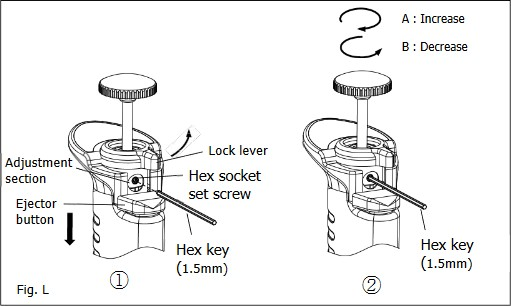 A : Increase
B : Decrease
Lock lever
Adjustment
section
Hex socket
set screw
Ejector
button
Hex key
(1.5mm)
Hex key
(1.5mm)
①
②
Fig. L